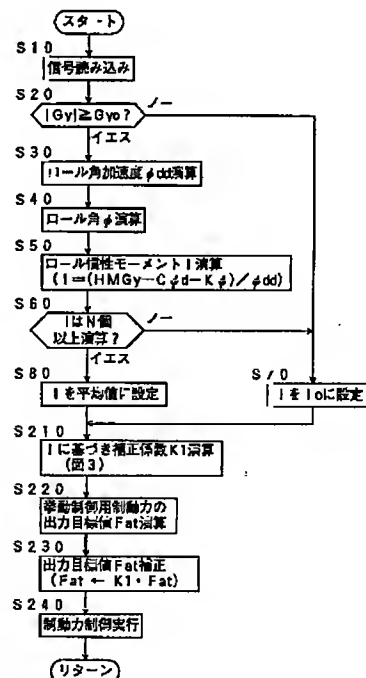 スタート
S10
信号読み込み
S20
|Gy|≧Gyo?
ノー
イエス
S30
ロール角加速度φdd演算
S40
ロール角φ演算
S50
ロール慣性モーメントI演算
(I=(HMGy-Cφd-Kφ)/φdd)
S60
IはN個
以上演算?
ノー
イエス
S80
Iを平均値に設定
S70
IをIoに設定
S210
Iに基づき補正係数K1演算
(図3)
S220
挙動制御用制動力の
出力目標値Fat演算
S230
出力目標値Fat補正
(Fat ← K1・Fat)
S240
制動力制御実行
リターン